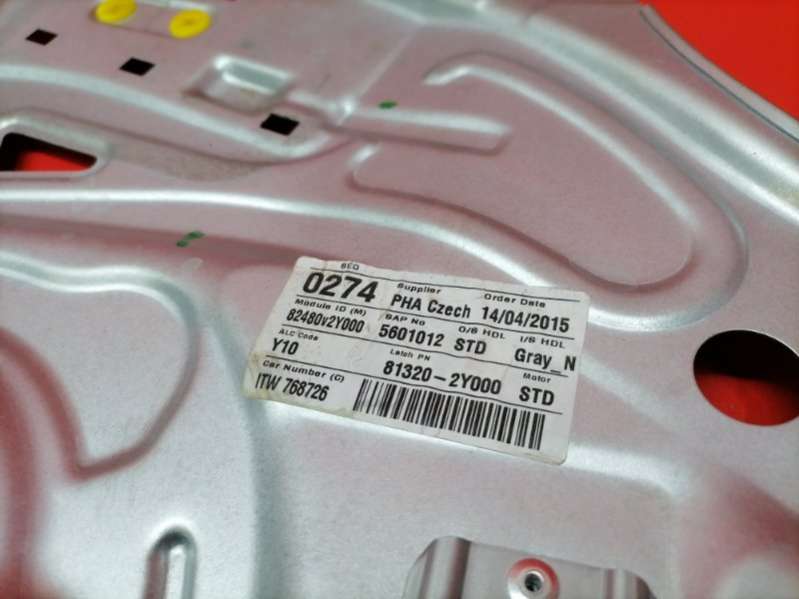 SEQ Supplier Order Date
0274 PHA Czech 14/04/2015
Module ID (M) SAP No O/S HDL I/S HDL
82480v2Y000 5601012 STD Gray_N
ALC Code Latch PN Motor
Y10 81320-2Y000 STD
Car Number (C)
ITW 768726